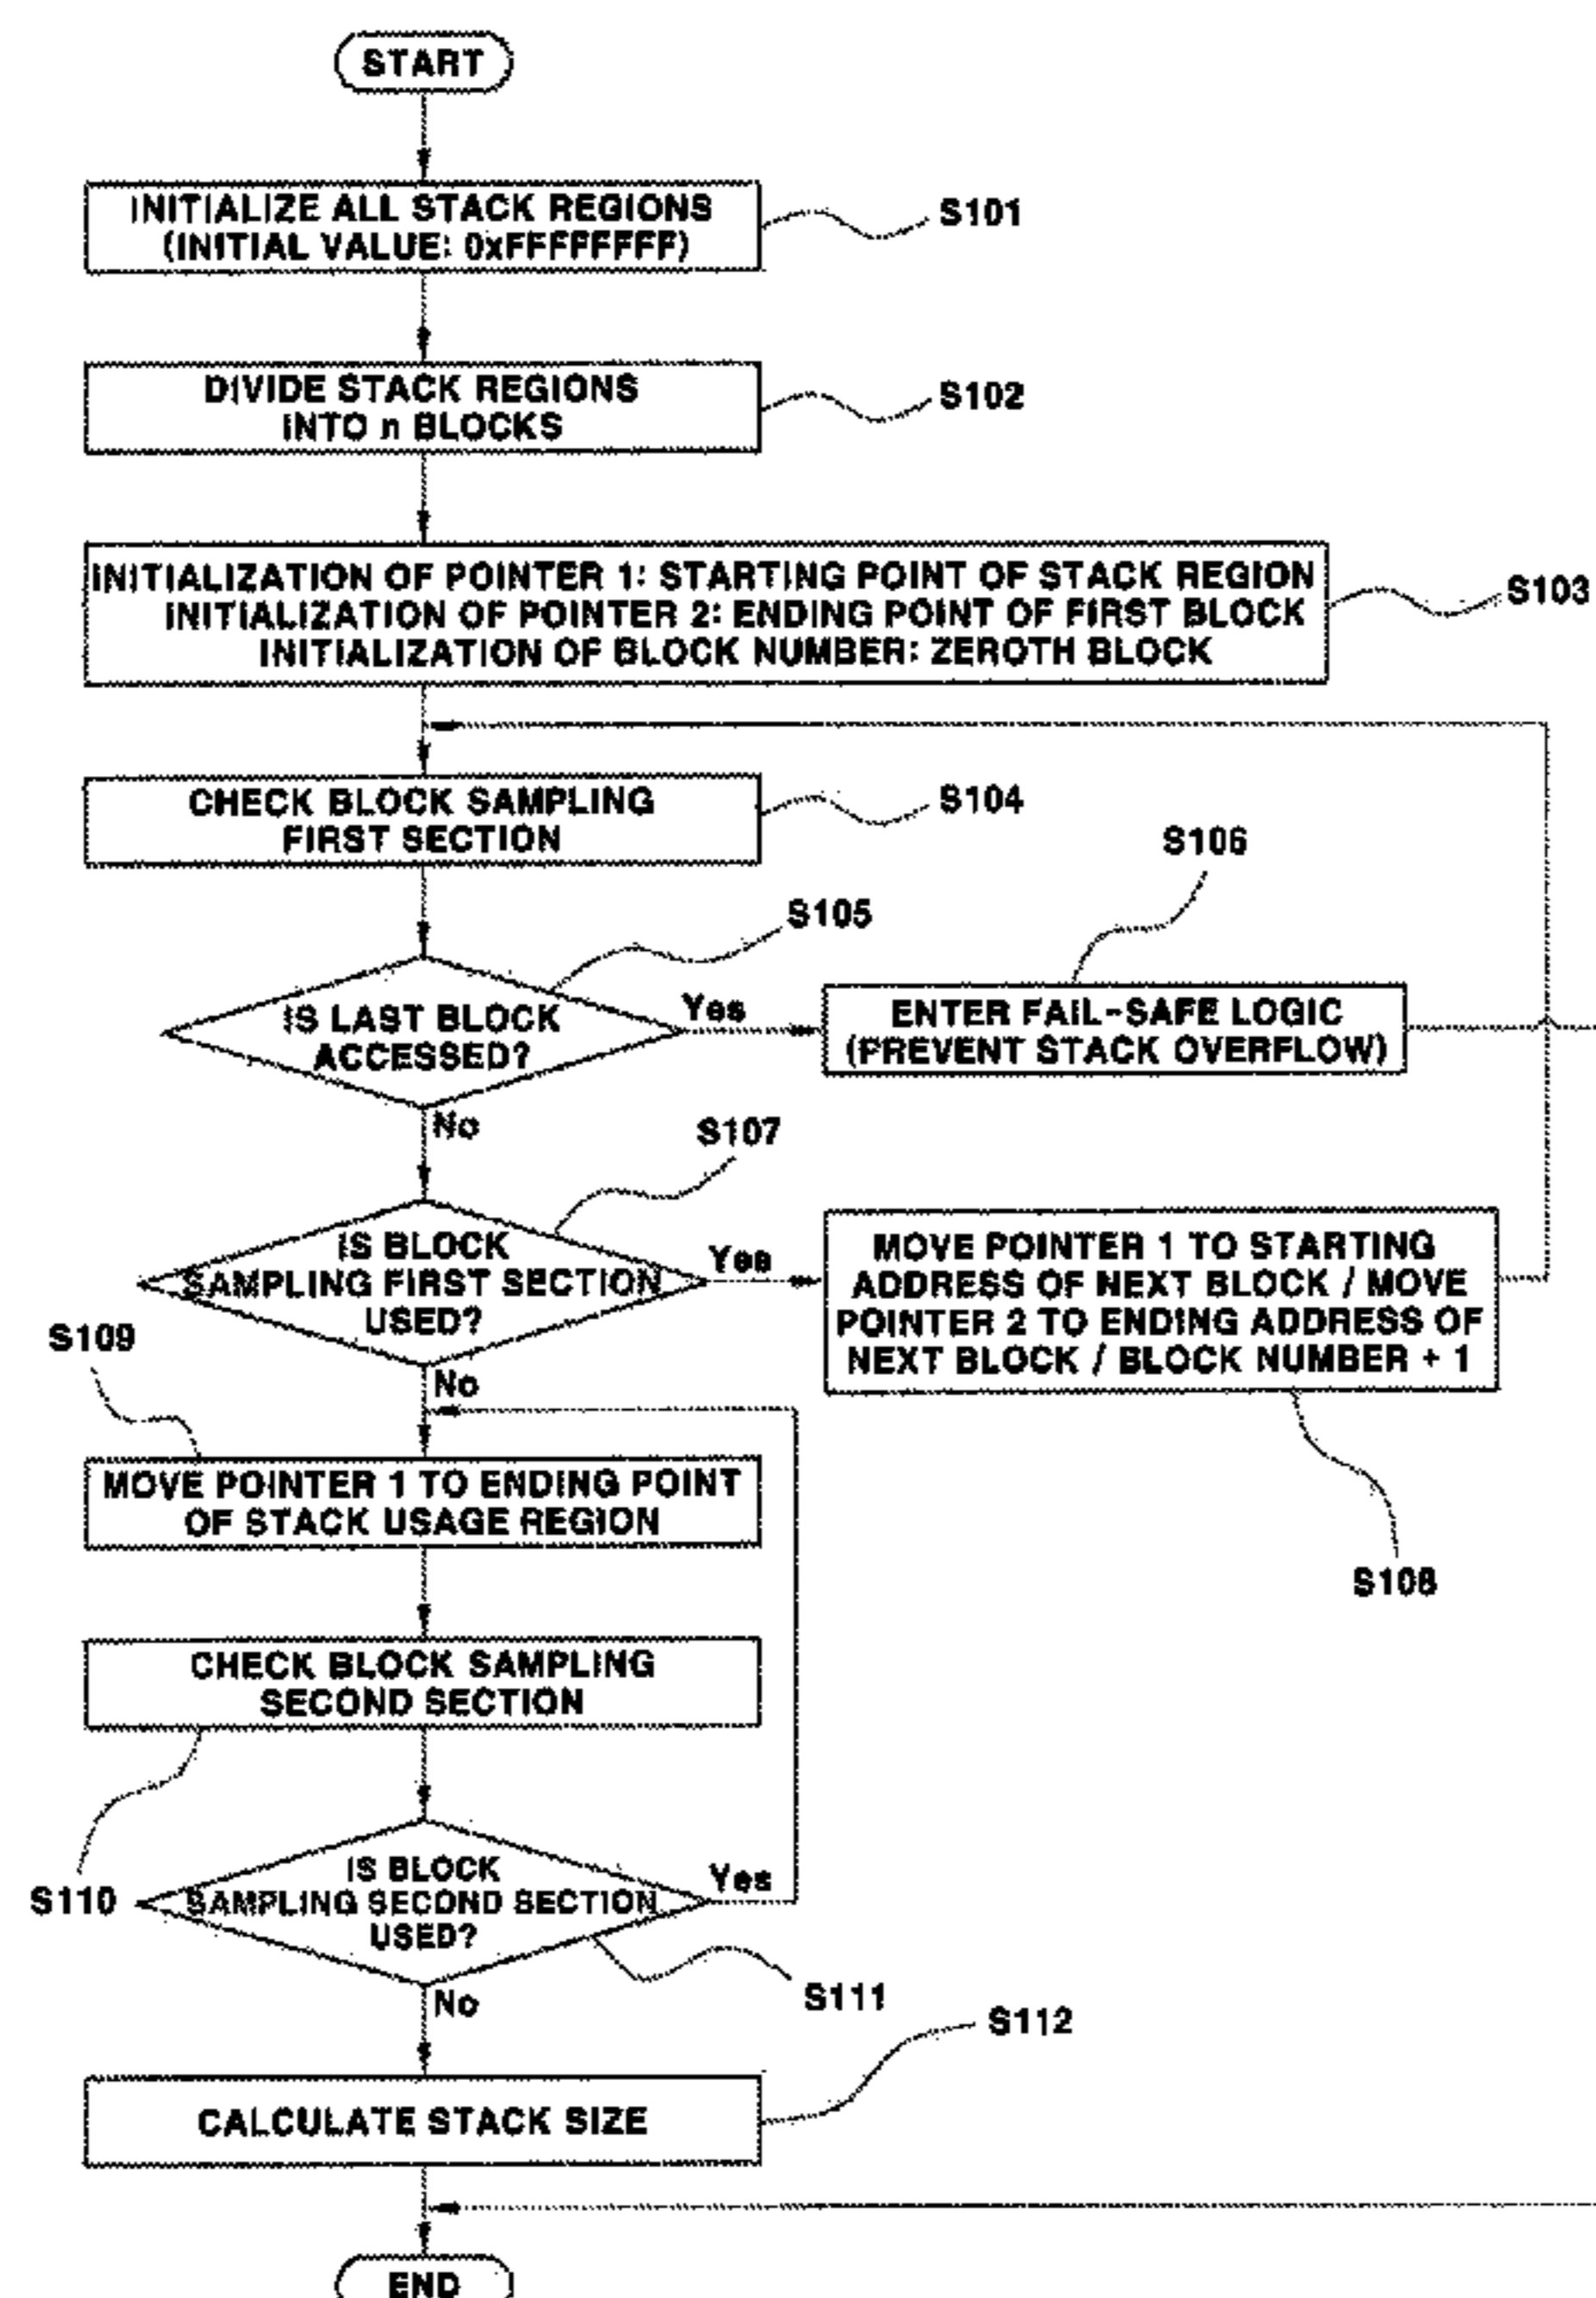 START
INITIALIZE ALL STACK REGIONS
(INITIAL VALUE: 0xFFFFFFFF)
S101
DIVIDE STACK REGIONS
INTO n BLOCKS
S102
INITIALIZATION OF POINTER 1: STARTING POINT OF STACK REGION
INITIALIZATION OF POINTER 2: ENDING POINT OF FIRST BLOCK
INITIALIZATION OF BLOCK NUMBER: ZEROTH BLOCK
S103
CHECK BLOCK SAMPLING
FIRST SECTION
S104
S105
IS LAST BLOCK
ACCESSED?
Yes
No
S106
ENTER FAIL-SAFE LOGIC
(PREVENT STACK OVERFLOW)
S107
IS BLOCK
SAMPLING FIRST SECTION
USED?
Yes
No
MOVE POINTER 1 TO STARTING
ADDRESS OF NEXT BLOCK / MOVE
POINTER 2 TO ENDING ADDRESS OF
NEXT BLOCK / BLOCK NUMBER + 1
S108
S109
MOVE POINTER 1 TO ENDING POINT
OF STACK USAGE REGION
CHECK BLOCK SAMPLING
SECOND SECTION
S110
IS BLOCK
SAMPLING SECOND SECTION
USED?
Yes
No
S111
S112
CALCULATE STACK SIZE
END